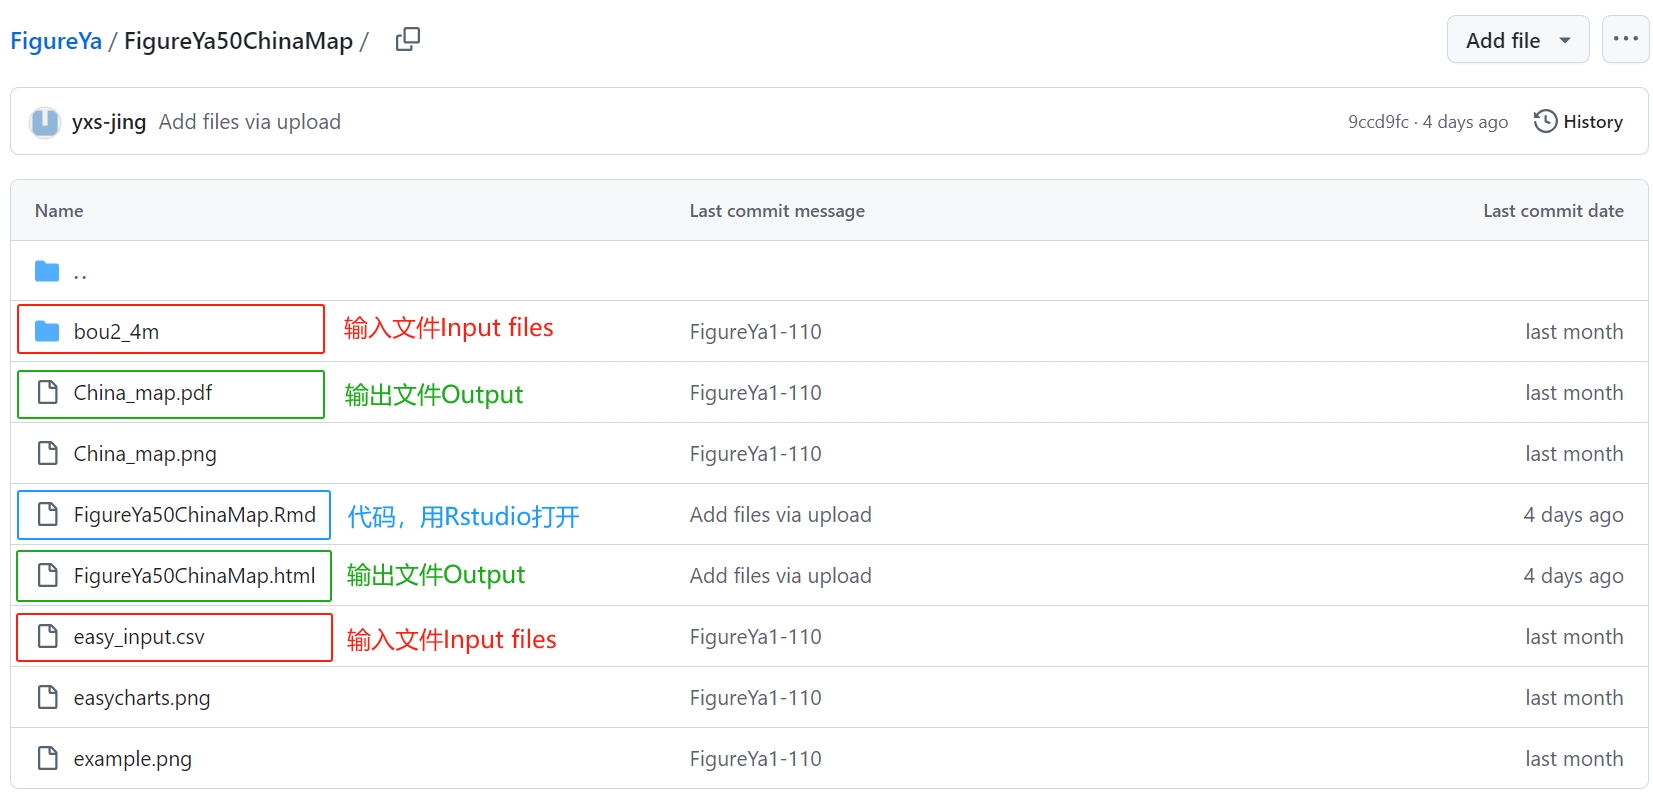 FigureYa / FigureYa50ChinaMap /
Add file
yxs-jing Add files via upload
9ccd9fc · 4 days ago
History
Name Last commit message Last commit date
..
bou2_4m 输入文件Input files FigureYa1-110 last month
China_map.pdf 输出文件Output FigureYa1-110 last month
China_map.png FigureYa1-110 last month
FigureYa50ChinaMap.Rmd 代码，用Rstudio打开 Add files via upload 4 days ago
FigureYa50ChinaMap.html 输出文件Output Add files via upload 4 days ago
easy_input.csv 输入文件Input files FigureYa1-110 last month
easycharts.png FigureYa1-110 last month
example.png FigureYa1-110 last month